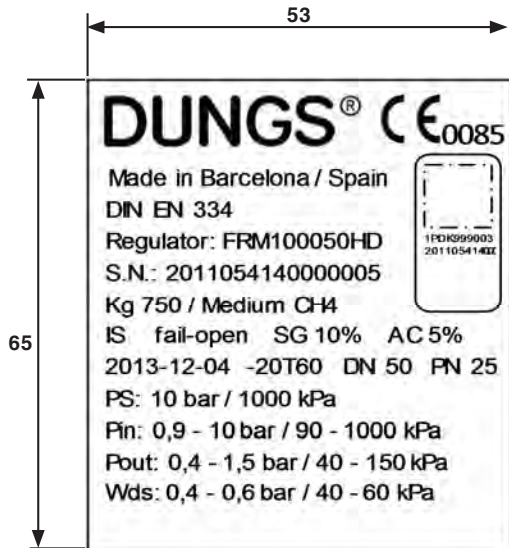 53
65
DUNGS® CE0085
Made in Barcelona / Spain
DIN EN 334
Regulator: FRM100050HD
1PDK999003
S.N.: 2011054140000005
Kg 750 / Medium CH4
IS fail-open SG 10% AC 5%
2013-12-04 -20T60 DN 50 PN 25
PS: 10 bar / 1000 kPa
Pin: 0,9 - 10 bar / 90 - 1000 kPa
Pout: 0,4 - 1,5 bar / 40 - 150 kPa
Wds: 0,4 - 0,6 bar / 40 - 60 kPa